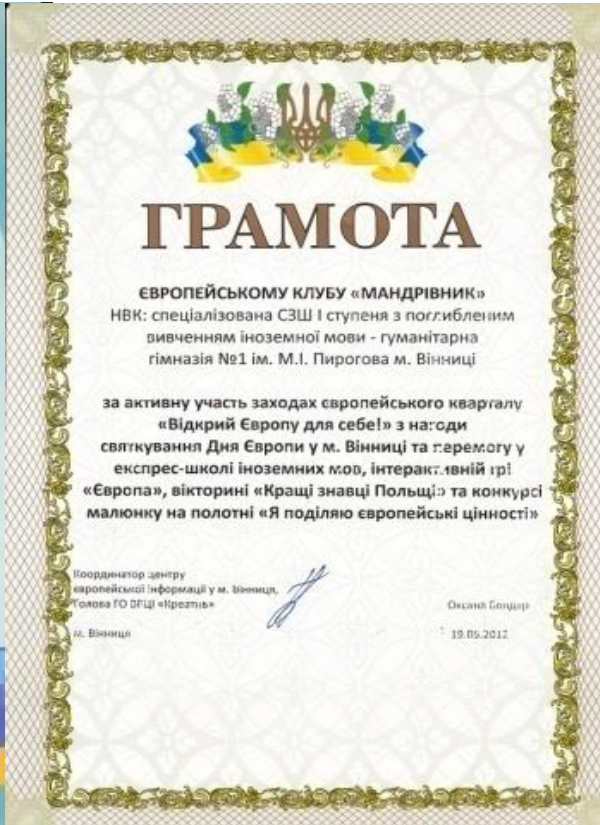 ГРАМОТА
ЄВРОПЕЙСЬКОМУ КЛУБУ «МАНДРІВНИК»
НВК: спеціалізована СЗШ І ступеня з поглибленим
вивченням іноземної мови - гуманітарна
гімназія №1 ім. М.І. Пирогова м. Вінниці
за активну участь заходах європейського кварталу
«Відкрий Європу для себе!» з нагоди
святкування Дня Європи у м. Вінниці та перемогу у
експрес-школі іноземних мов, інтерактивній грі
«Європа», вікторині «Кращі знавці Польщі» та конкурсі
малюнку на полотні «Я поділяю європейські цінності»
Координатор центру
європейської інформації у м. Вінниця,
Голова ГО «Креатив»
Оксана Бондар
м. Вінниця
19.05.2012